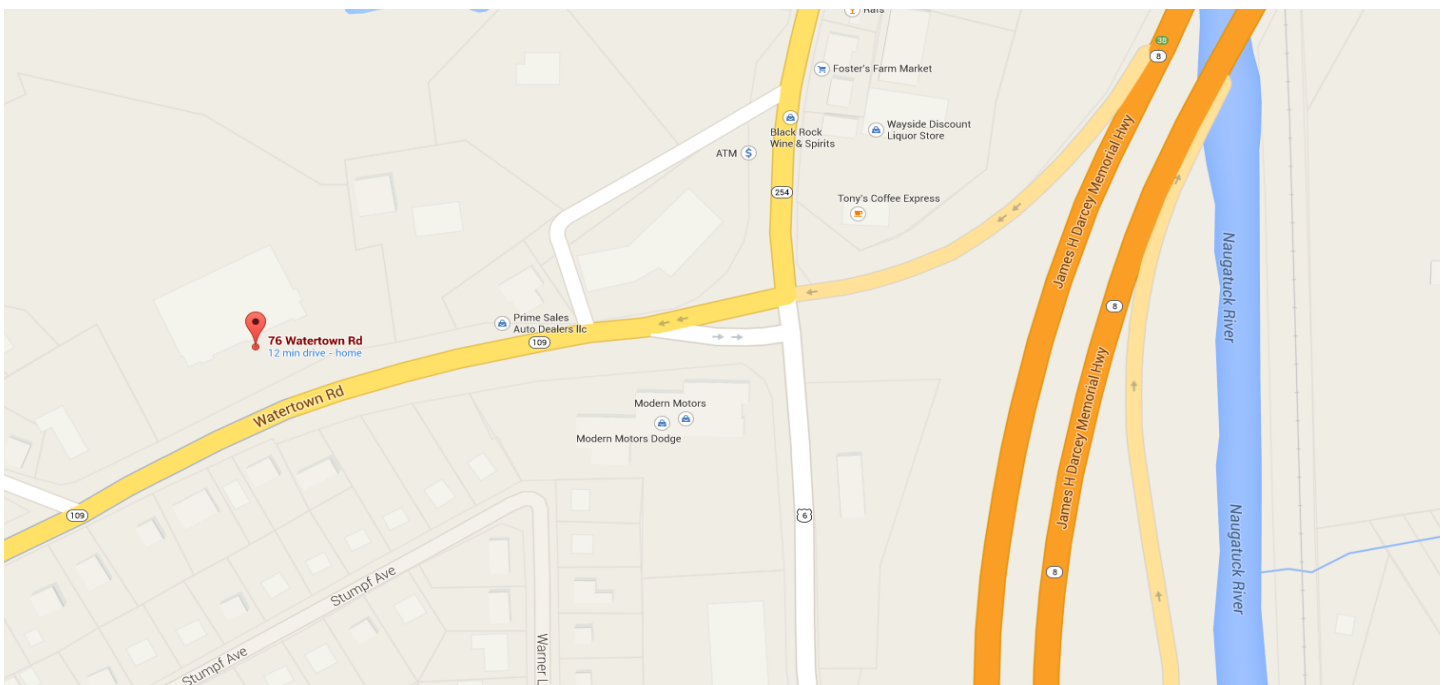 Rafs
38
8
Foster's Farm Market
Black Rock
Wine & Spirits
Wayside Discount
Liquor Store
ATM $
254
Tony's Coffee Express
James H Darcey Memorial Hwy
Naugatuck River
8
Prime Sales
Auto Dealers llc
109
76 Watertown Rd
12 min drive - home
Watertown Rd
James H Darcey Memorial Hwy
Modern Motors
Modern Motors Dodge
109
6
8
Naugatuck River
Stumpf Ave
Warner L
Stumpf Ave